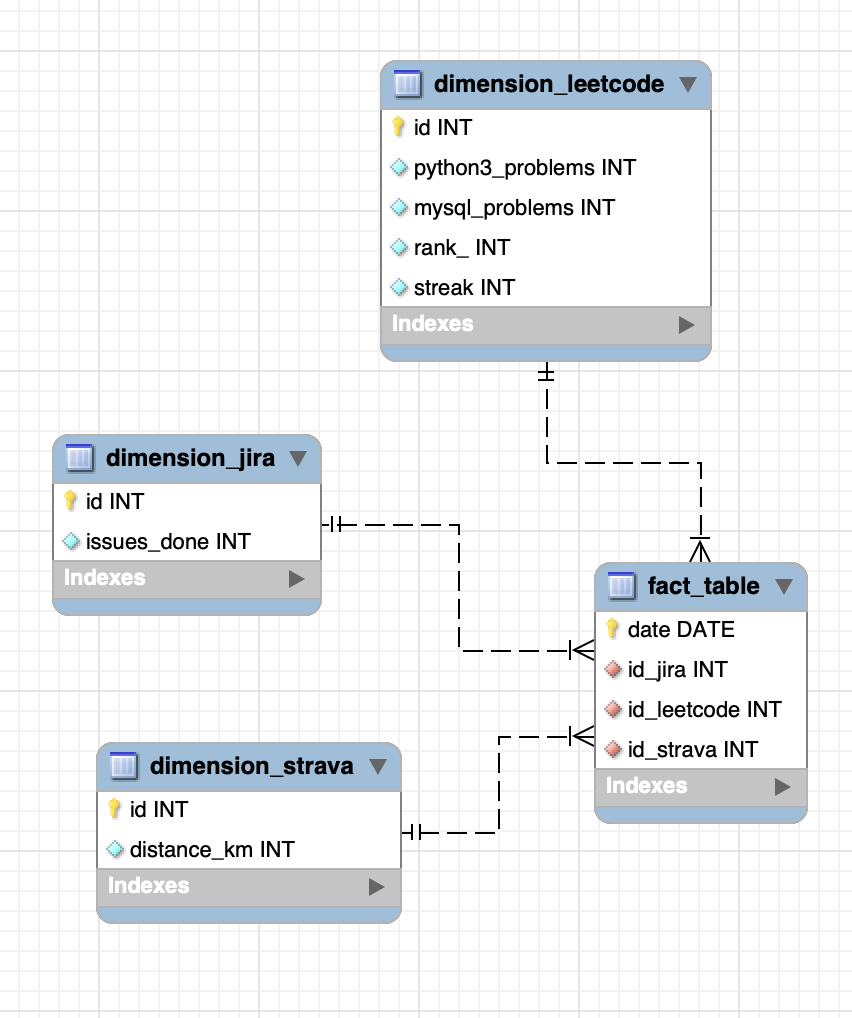 dimension_leetcode
id INT
python3_problems INT
mysql_problems INT
rank_ INT
streak INT
Indexes
dimension_jira
id INT
issues_done INT
Indexes
fact_table
date DATE
id_jira INT
id_leetcode INT
id_strava INT
Indexes
dimension_strava
id INT
distance_km INT
Indexes